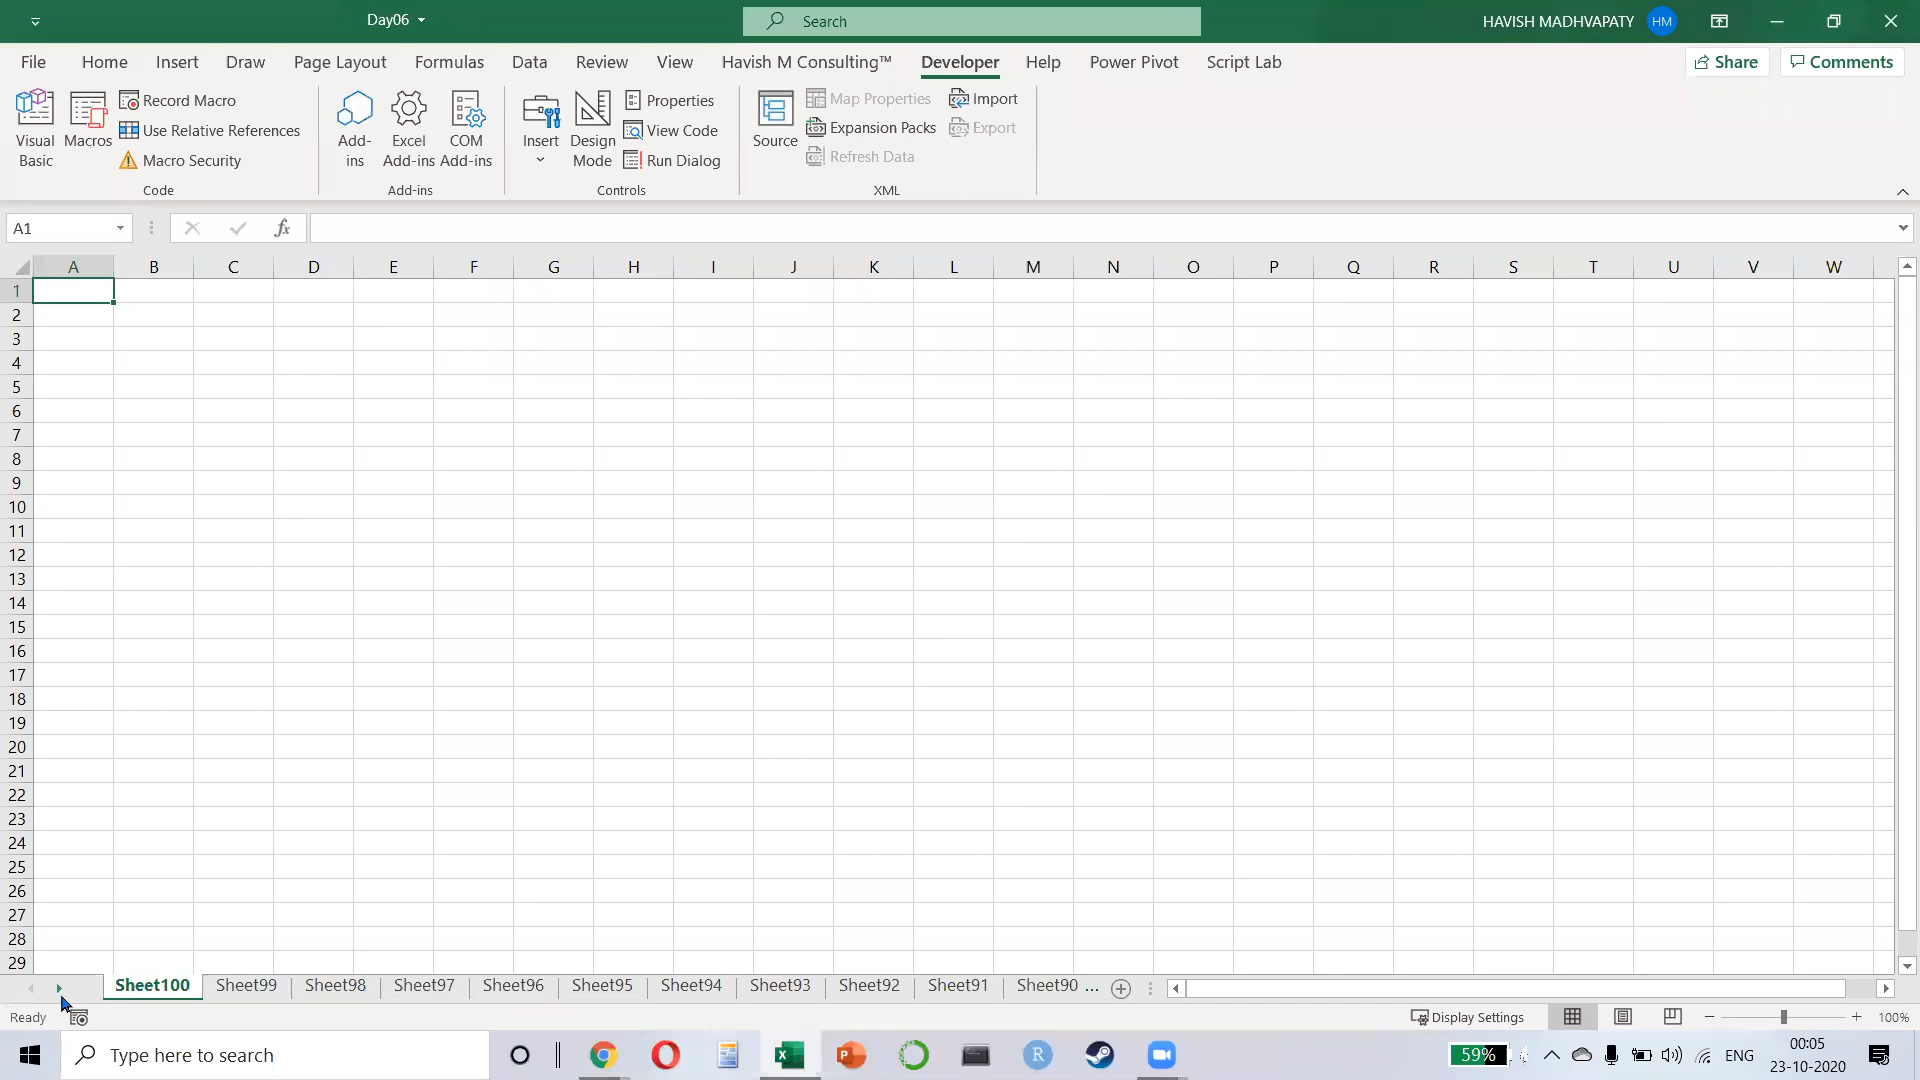 Day06
Search
HAVISH MADHVAPATY
HM
File
Home
Insert
Draw
Page Layout
Formulas
Data
Review
View
Havish M Consulting™
Developer
Help
Power Pivot
Script Lab
Share
Comments
Visual Basic
Macros
Record Macro
Use Relative References
Macro Security
Code
Add-ins
Excel Add-ins
COM Add-ins
Add-ins
Insert
Design Mode
Properties
View Code
Run Dialog
Controls
Source
Map Properties
Expansion Packs
Refresh Data
Import
Export
XML
A1
fx
A B C D E F G H I J K L M N O P Q R S T U V W
1
2
3
4
5
6
7
8
9
10
11
12
13
14
15
16
17
18
19
20
21
22
23
24
25
26
27
28
29
Sheet100 Sheet99 Sheet98 Sheet97 Sheet96 Sheet95 Sheet94 Sheet93 Sheet92 Sheet91 Sheet90 ...
Ready
Display Settings
100%
Type here to search
59%
ENG
00:05
23-10-2020